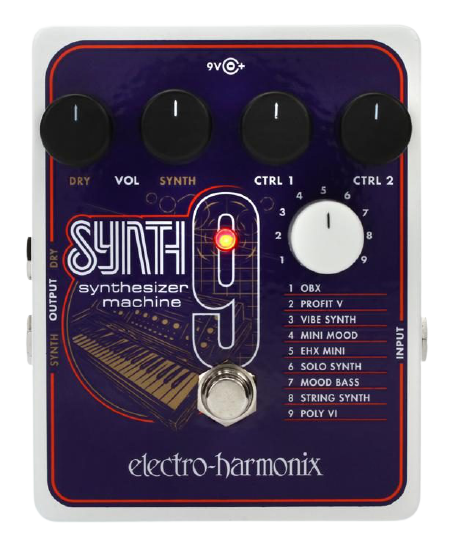 9V +
DRY VOL SYNTH CTRL 1 CTRL 2
1 2 3 4 5 6 7 8 9
SYNTH9
synthesizer
machine
SYNTH OUTPUT DRY
INPUT
1 OBX
2 PROFIT V
3 VIBE SYNTH
4 MINI MOOD
5 EHX MINI
6 SOLO SYNTH
7 MOOD BASS
8 STRING SYNTH
9 POLY VI
electro-harmonix